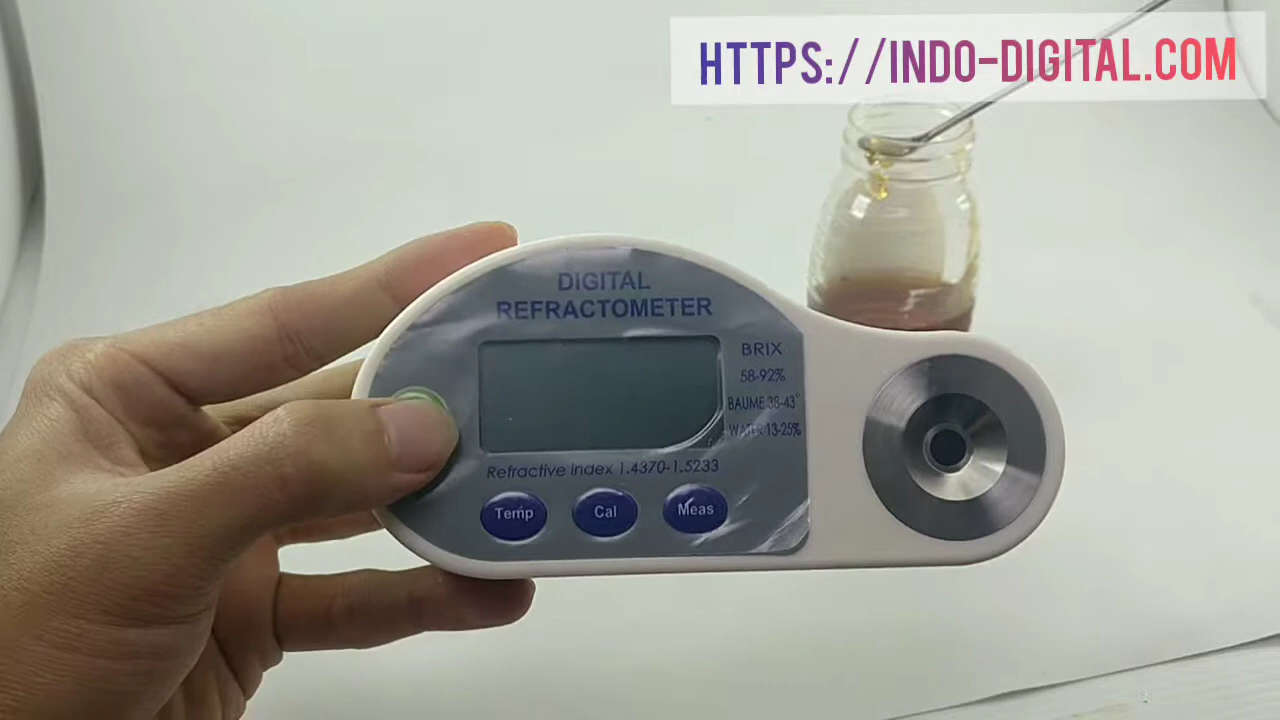 HTTPS://INDO-DIGITAL.COM
DIGITAL
REFRACTOMETER
BRIX
58-92%
BAUME 38-43°
WATER 13-25%
Refractive index 1.4370-1.5233
Temp
Cal
Meas